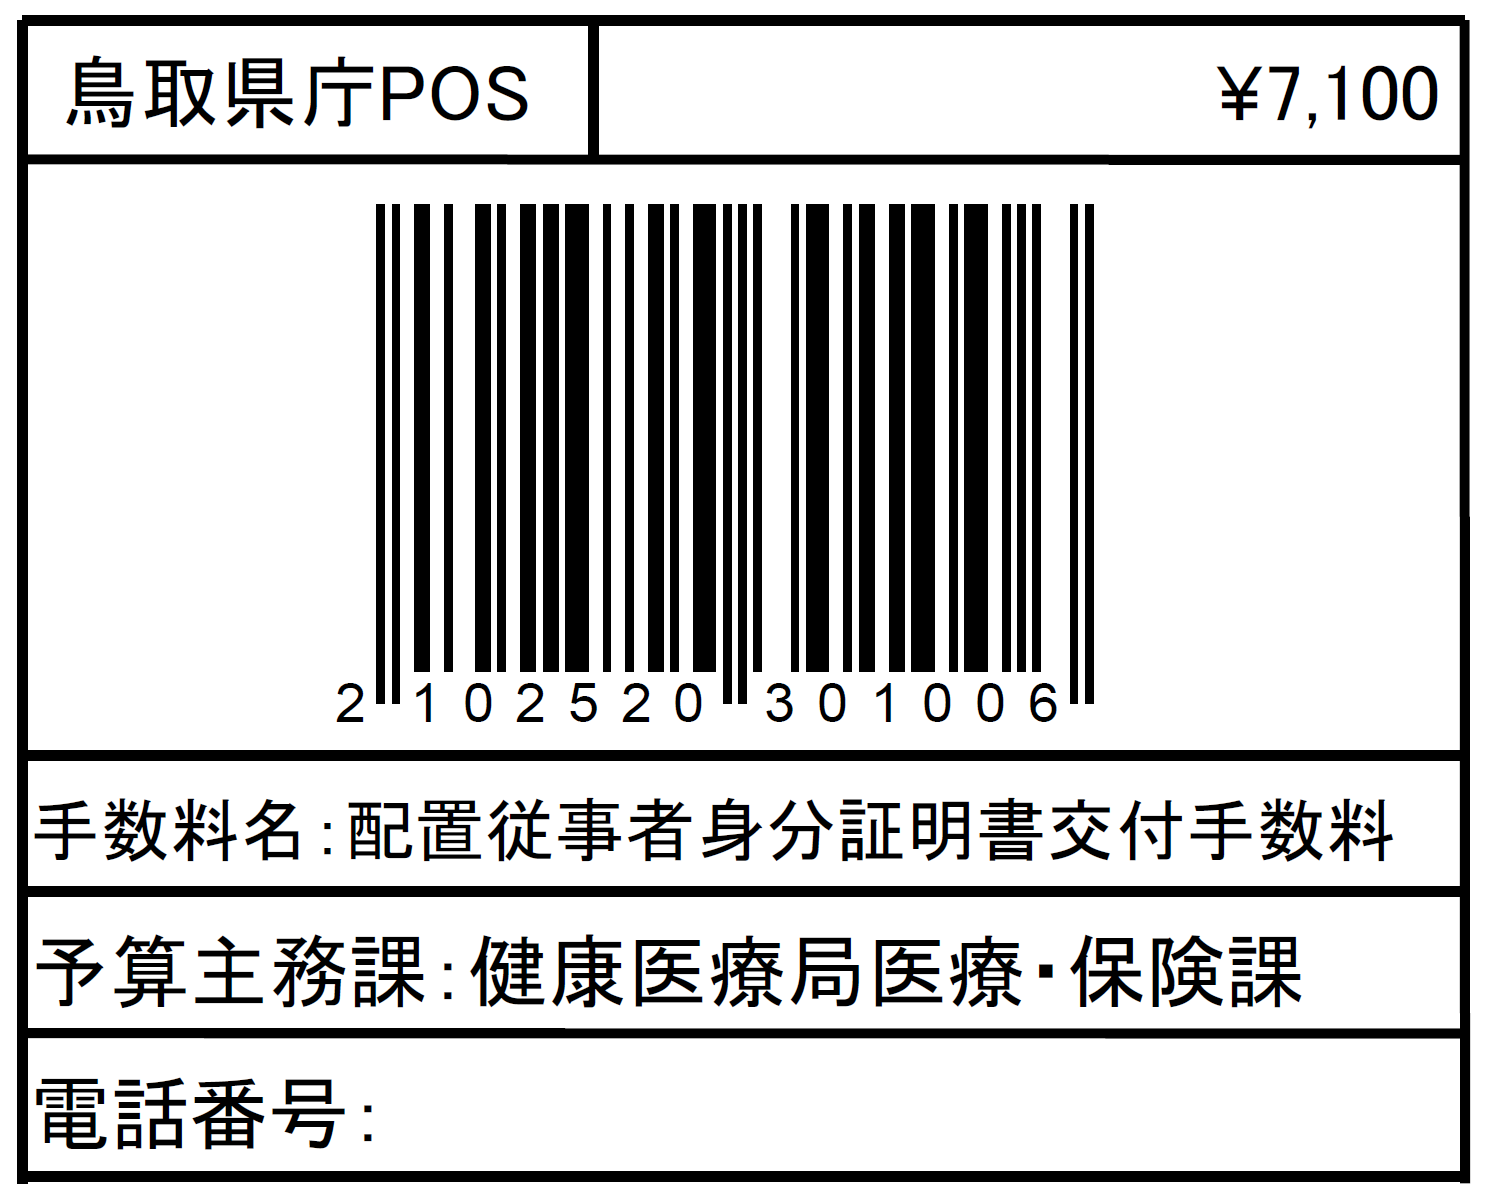 鳥取県庁POS ¥7,100
2 102520 301006
手数料名:配置従事者身分証明書交付手数料
予算主務課:健康医療局医療・保険課
電話番号: